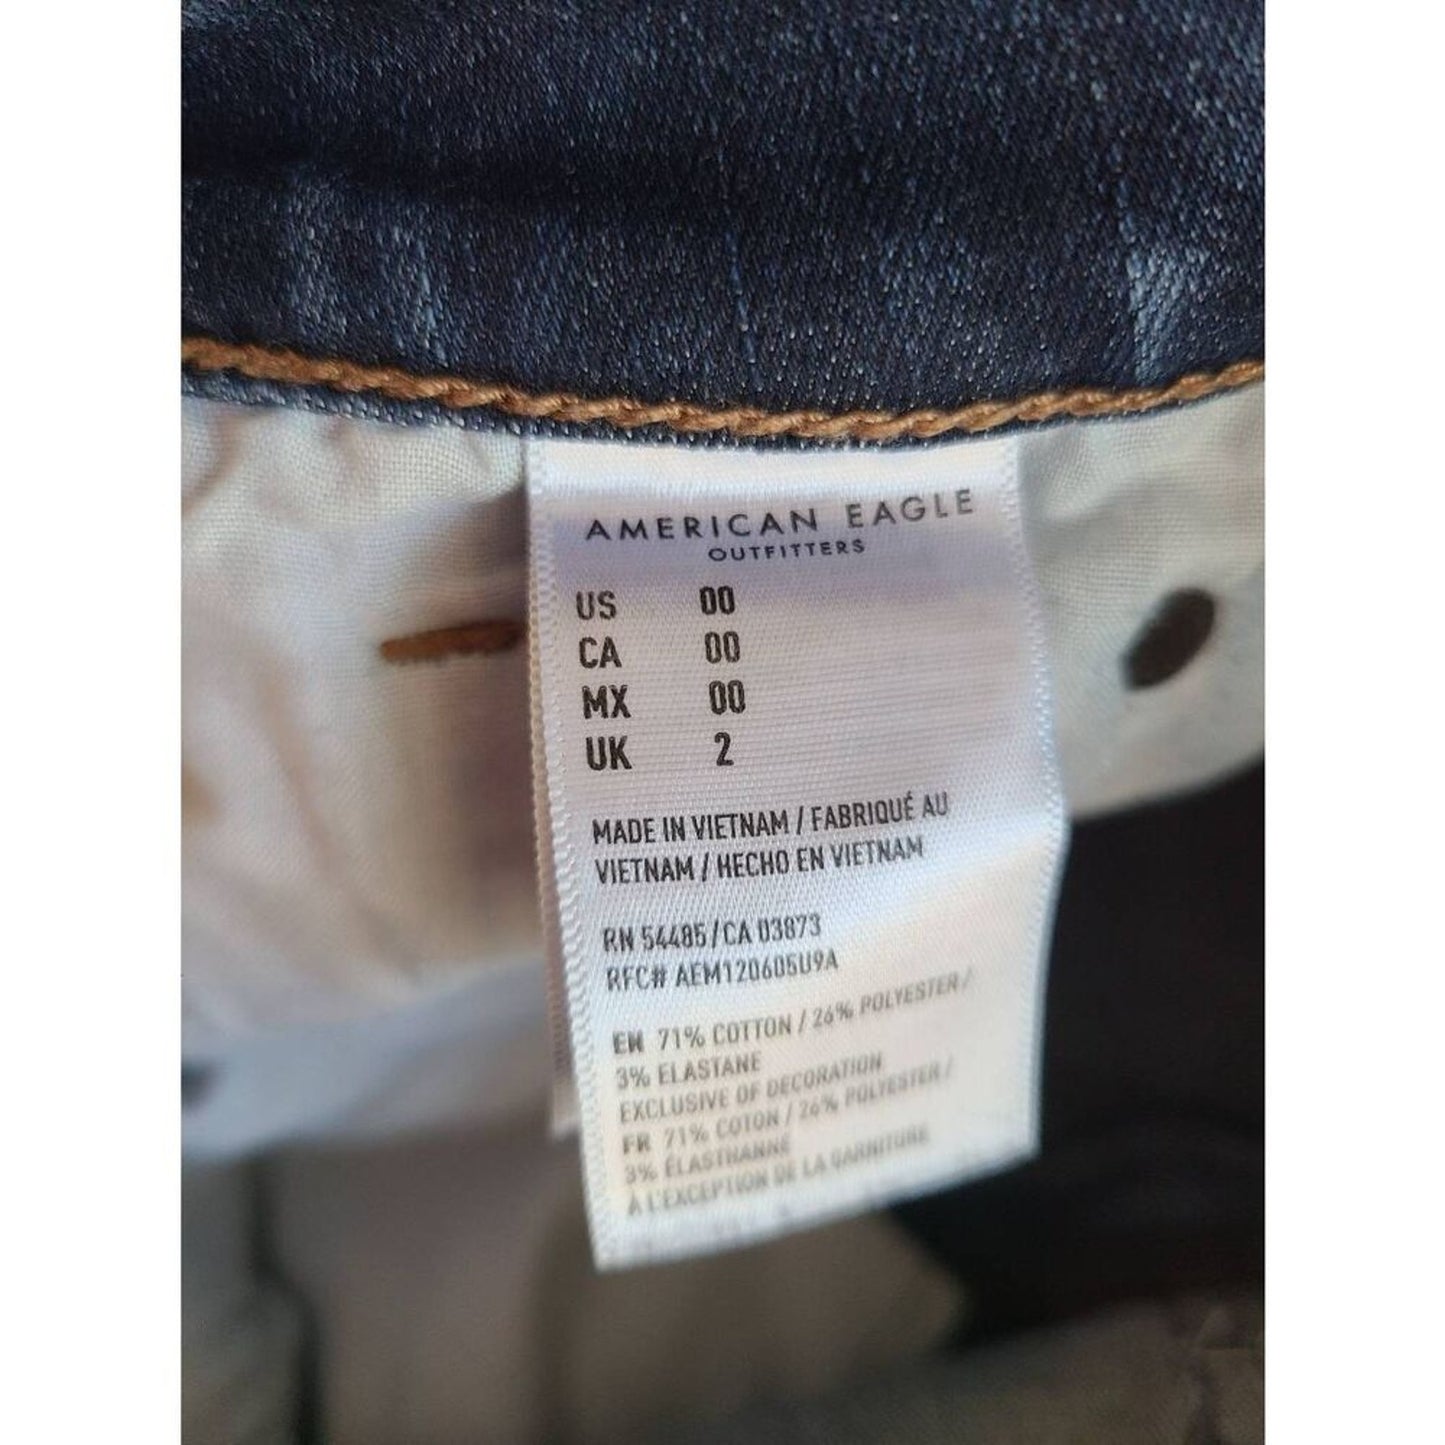 AMERICAN EAGLE
OUTFITTERS
US 00
CA 00
MX 00
UK 2
MADE IN VIETNAM / FABRIQUÉ AU
VIETNAM / HECHO EN VIETNAM
RN 54485/CA 03873
RFC# AEM120605U9A
EN 71% COTTON / 26% POLYESTER /
3% ELASTANE
EXCLUSIVE OF DECORATION
FR 71% COTON / 26% POLYESTER /
3% ÉLASTHANNE
À L'EXCEPTION DE LA GARNITURE